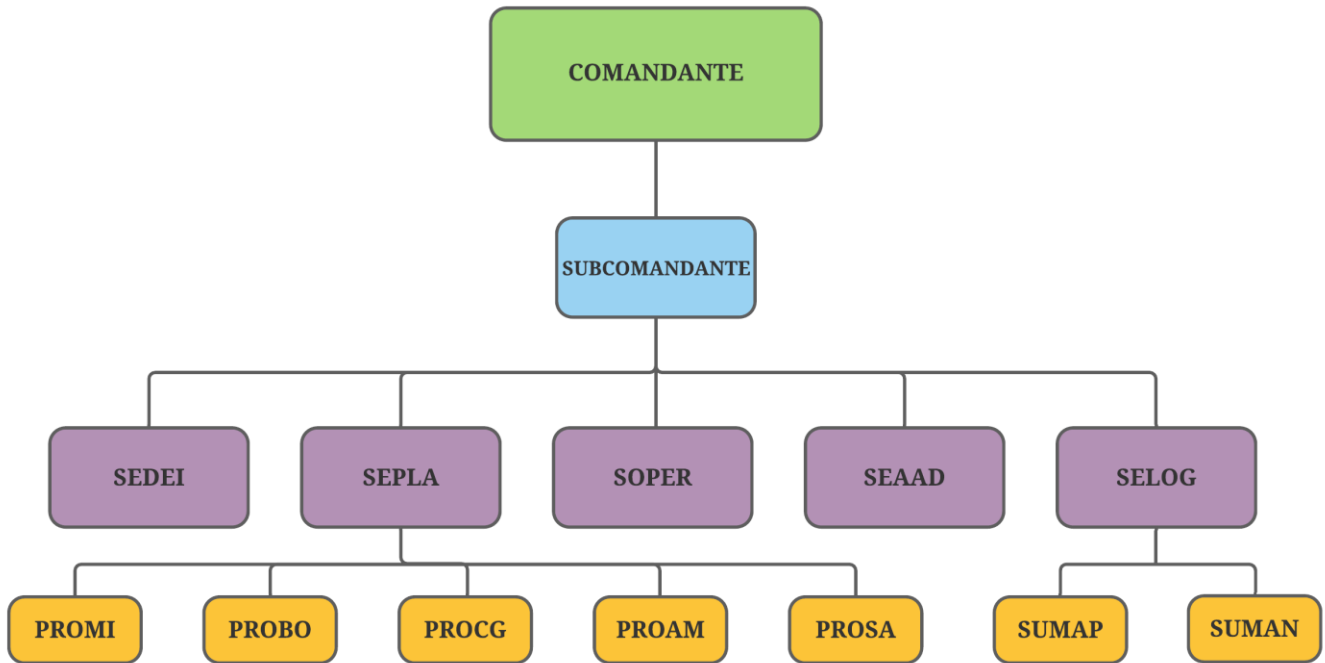 COMANDANTE
SUBCOMANDANTE
SEDEI
SEPLA
SOPER
SEAAD
SELOG
PROMI
PROBO
PROCG
PROAM
PROSA
SUMAP
SUMAN